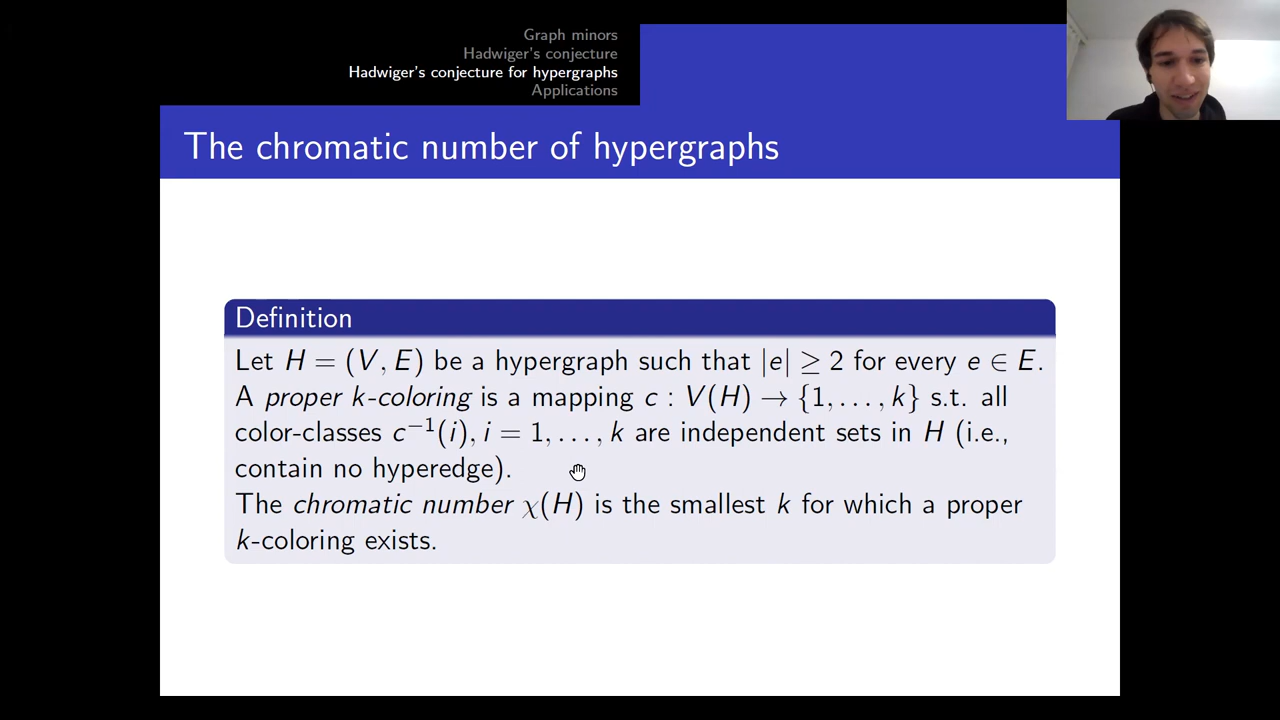 Graph minors
Hadwiger's conjecture
Hadwiger's conjecture for hypergraphs
Applications
The chromatic number of hypergraphs
Definition
Let H = (V, E) be a hypergraph such that |e| ≥ 2 for every e ∈ E.
A proper k-coloring is a mapping c : V(H) → {1, . . . , k} s.t. all
color-classes c⁻¹(i), i = 1, . . . , k are independent sets in H (i.e.,
contain no hyperedge).
The chromatic number χ(H) is the smallest k for which a proper
k-coloring exists.